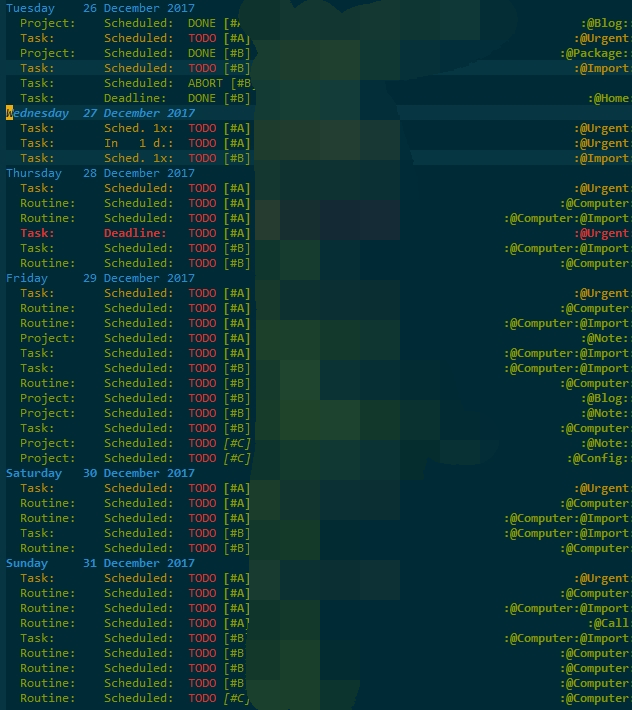 Tuesday 26 December 2017
Project: Scheduled: DONE [#A :@Blog:
Task: Scheduled: TODO [#A] :@Urgent:
Project: Scheduled: DONE [#B] :@Package:
Task: Scheduled: TODO [#B] :@Import:
Task: Scheduled: ABORT [#B]
Task: Deadline: DONE [#B] :@Home:
Wednesday 27 December 2017
Task: Sched. 1x: TODO [#A] :@Urgent:
Task: In 1 d.: TODO [#A] :@Urgent:
Task: Sched. 1x: TODO [#B] :@Import:
Thursday 28 December 2017
Task: Scheduled: TODO [#A] :@Urgent:
Routine: Scheduled: TODO [#A] :@Computer:
Routine: Scheduled: TODO [#A] :@Computer:@Import:
Task: Deadline: TODO [#A] :@Urgent:
Task: Scheduled: TODO [#B] :@Computer:@Import:
Routine: Scheduled: TODO [#B] :@Computer:
Friday 29 December 2017
Task: Scheduled: TODO [#A] :@Urgent:
Routine: Scheduled: TODO [#A] :@Computer:
Routine: Scheduled: TODO [#A] :@Computer:@Import:
Project: Scheduled: TODO [#A] :@Note:
Task: Scheduled: TODO [#A] :@Computer:@Import:
Task: Scheduled: TODO [#B] :@Computer:@Import:
Routine: Scheduled: TODO [#B] :@Computer:
Project: Scheduled: TODO [#B] :@Blog:
Project: Scheduled: TODO [#B] :@Note:
Task: Scheduled: TODO [#B] :@Computer:
Project: Scheduled: TODO [#C] :@Note:
Project: Scheduled: TODO [#C] :@Config:
Saturday 30 December 2017
Task: Scheduled: TODO [#A] :@Urgent:
Routine: Scheduled: TODO [#A] :@Computer:
Routine: Scheduled: TODO [#A] :@Computer:@Import:
Task: Scheduled: TODO [#B] :@Computer:@Import:
Routine: Scheduled: TODO [#B] :@Computer:
Sunday 31 December 2017
Task: Scheduled: TODO [#A] :@Urgent:
Routine: Scheduled: TODO [#A] :@Computer:
Routine: Scheduled: TODO [#A] :@Computer:@Import:
Routine: Scheduled: TODO [#A] :@Call:
Task: Scheduled: TODO [#B :@Computer:@Import:
Routine: Scheduled: TODO [#B :@Computer:
Routine: Scheduled: TODO [#B :@Computer:
Routine: Scheduled: TODO [#B :@Computer:
Routine: Scheduled: TODO [#C] :@Computer: